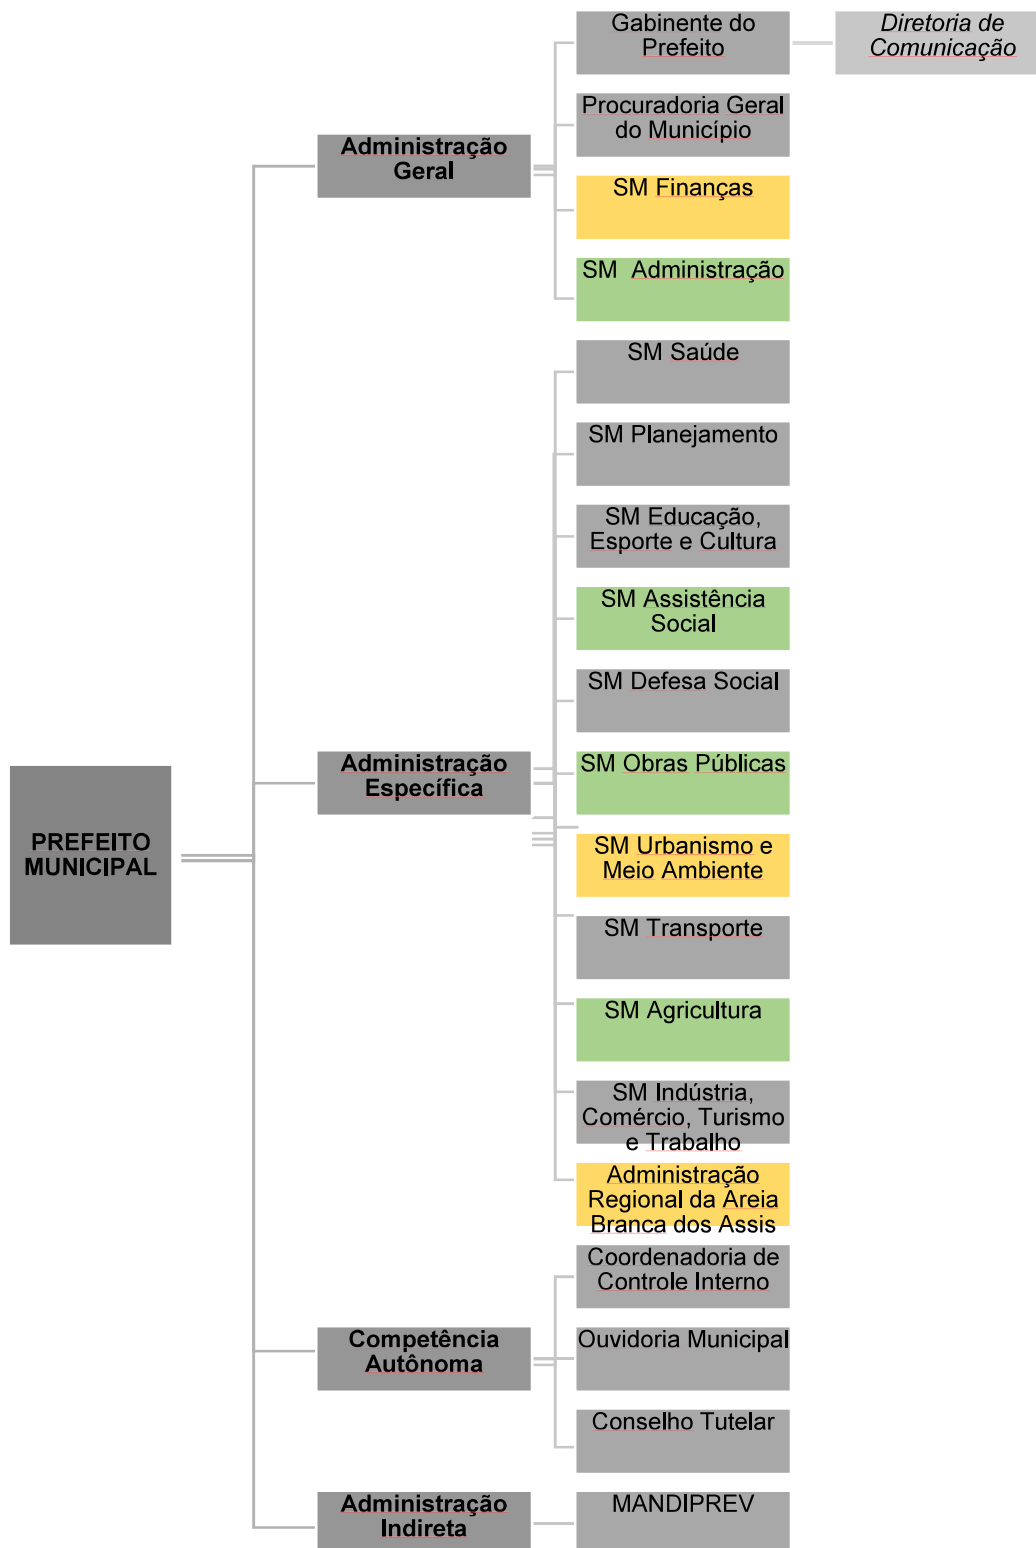 Gabinente do
Prefeito
Diretoria de
Comunicação
Procuradoria Geral
do Município
Administração
Geral
SM Finanças
SM  Administração
SM Saúde
SM Planejamento
SM Educação,
Esporte e Cultura
SM Assistência
Social
SM Defesa Social
Administração
Específica
SM Obras Públicas
PREFEITO
MUNICIPAL
SM Urbanismo e
Meio Ambiente
SM Transporte
SM Agricultura
SM Indústria,
Comércio, Turismo
e Trabalho
Administração
Regional da Areia
Branca dos Assis
Coordenadoria de
Controle Interno
Competência
Autônoma
Ouvidoria Municipal
Conselho Tutelar
Administração
Indireta
MANDIPREV